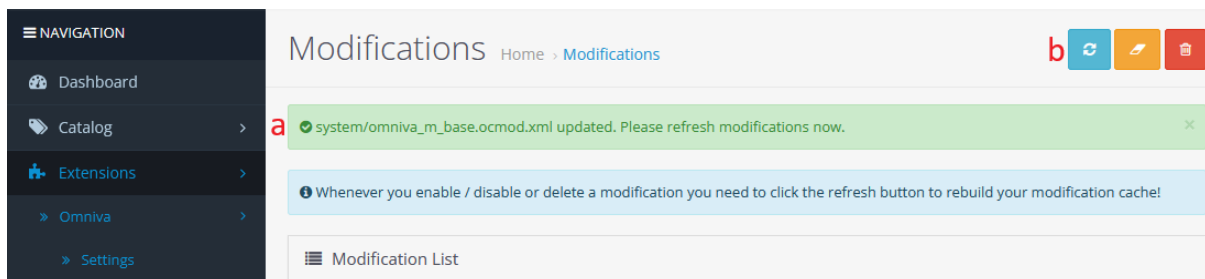 NAVIGATION
Modifications Home › Modifications
b
Dashboard
Catalog
a
system/omniva_m_base.ocmod.xml updated. Please refresh modifications now.
×
Extensions
Whenever you enable / disable or delete a modification you need to click the refresh button to rebuild your modification cache!
Omniva
Settings
Modification List